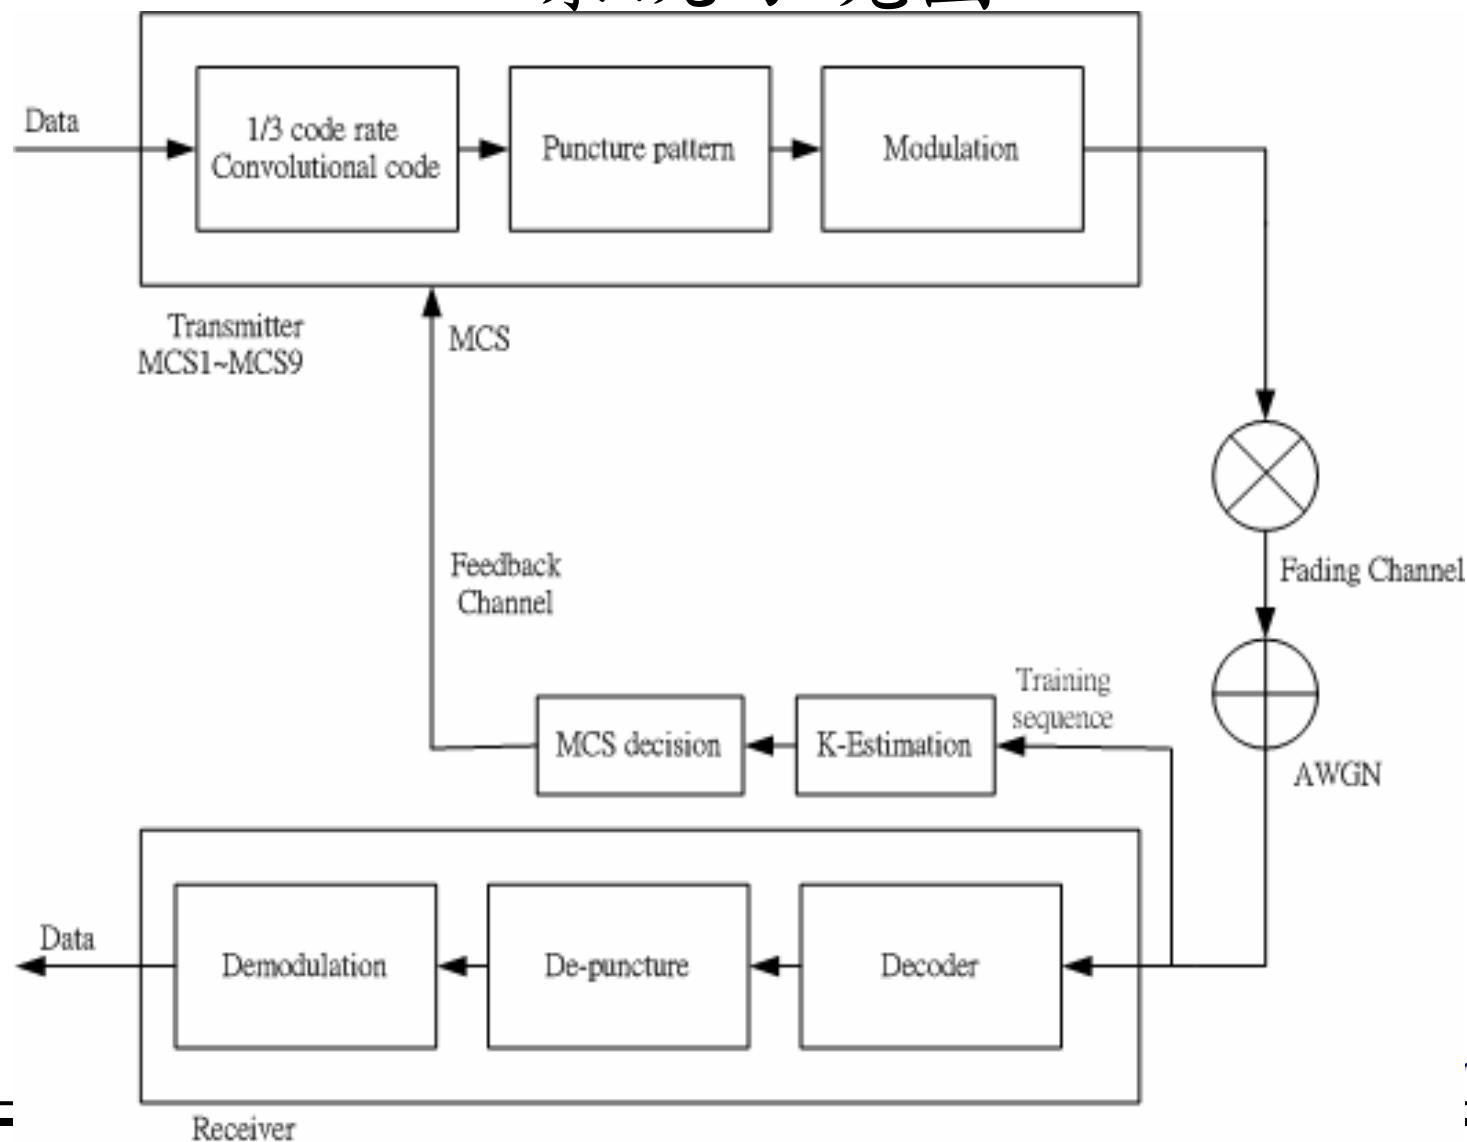 Data
1/3 code rate
Convolutional code
Puncture pattern
Modulation
Transmitter
MCS1~MCS9
MCS
Feedback
Channel
Fading Channel
Training
sequence
MCS decision
K-Estimation
AWGN
Data
Demodulation
De-puncture
Decoder
Receiver